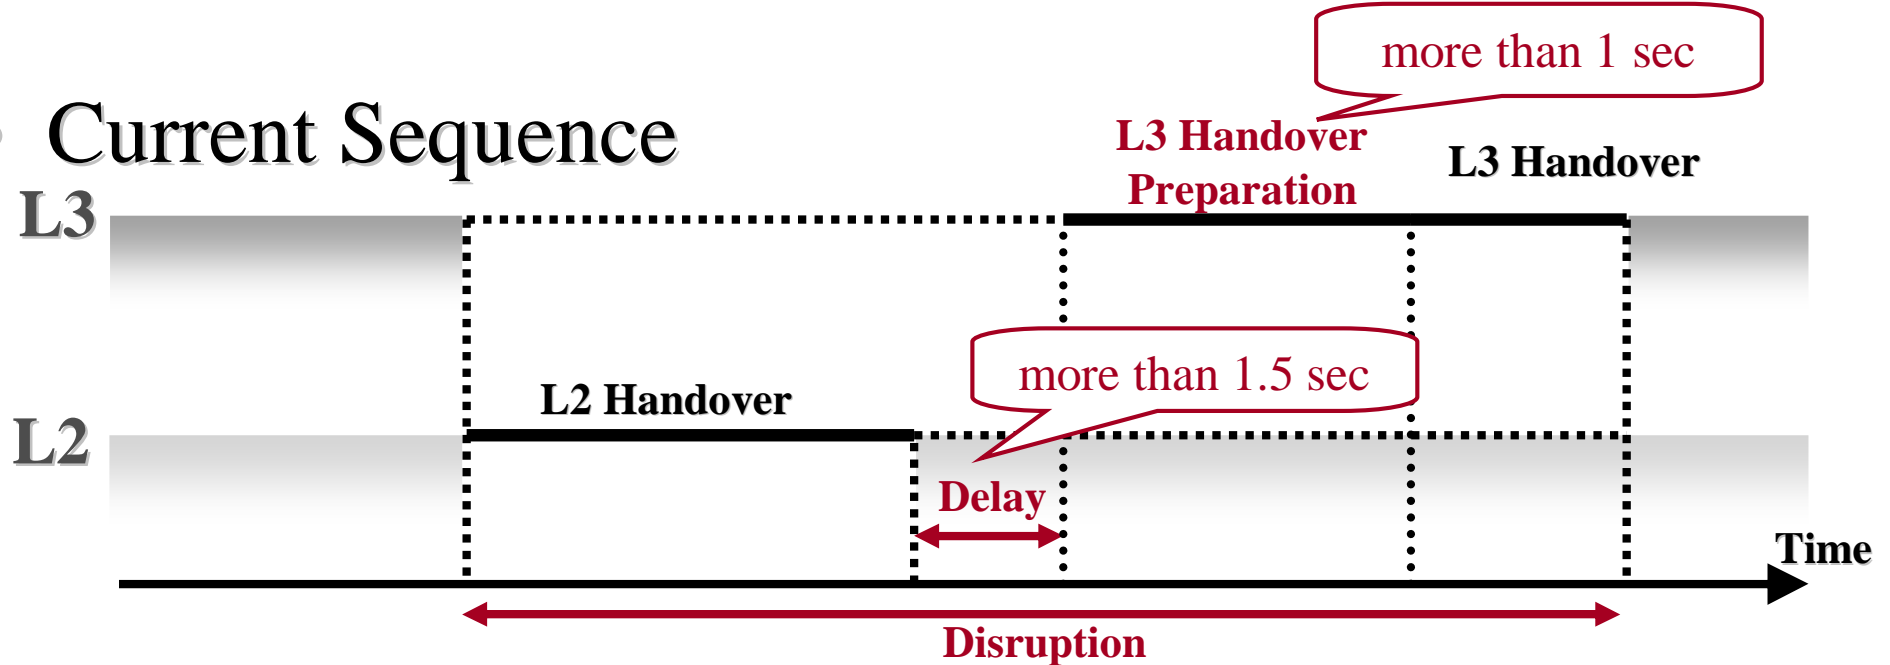 more than 1 sec
Current Sequence
L3 Handover
Preparation
L3 Handover
L3
more than 1.5 sec
L2 Handover
L2
Delay
Time
Disruption